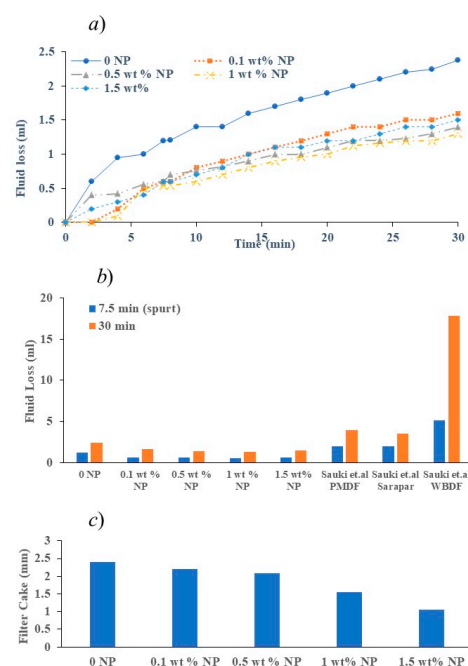 a)
0 NP
0.1 wt% NP
0.5 wt % NP
1 wt % NP
1.5 wt%
Fluid loss (ml)
2.5
2
1.5
1
0.5
0
0
10
20
30
Time (min)
b)
7.5 min (spurt)
30 min
Fluid Loss (ml)
20
15
10
5
0
0 NP
0.1 wt %
NP
0.5 wt %
NP
1 wt %
NP
1.5 wt%
NP
Sauki et.al
PMDF
Sauki et.al
Sarapar
Sauki et.al
WBDF
c)
Filter Cake (mm)
3
2.5
2
1.5
1
0.5
0
0 NP
0.1 wt % NP
0.5 wt % NP
1 wt% NP
1.5 wt% NP